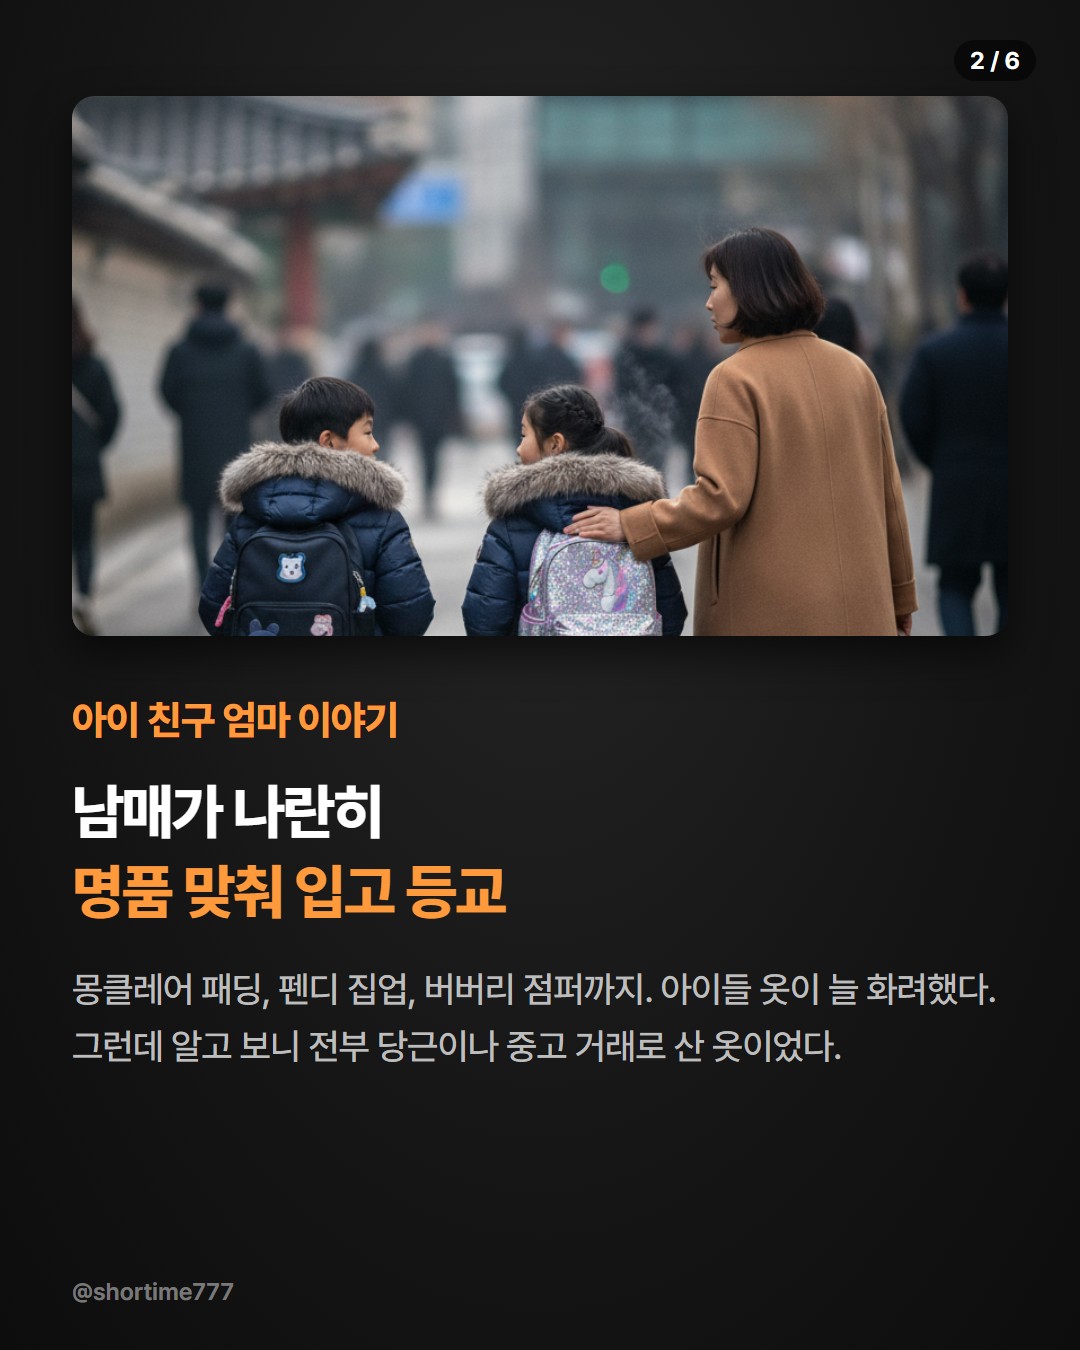 2 / 6
아이 친구 엄마 이야기
남매가 나란히
명품 맞춰 입고 등교
몽클레어 패딩, 펜디 집업, 버버리 점퍼까지. 아이들 옷이 늘 화려했다.
그런데 알고 보니 전부 당근이나 중고 거래로 산 옷이었다.
@shortime777